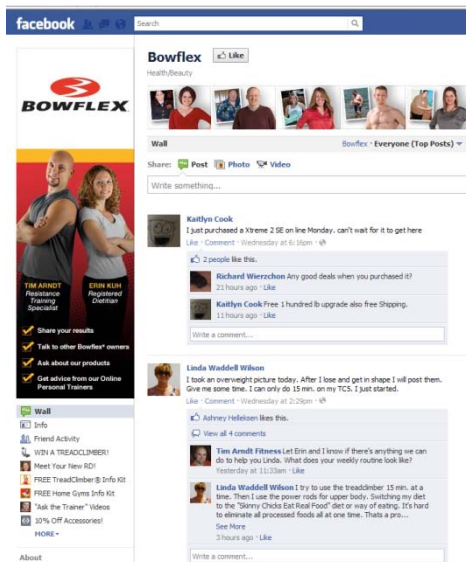 facebook
Search
BOWFLEX
TIM ARNDT
Resistance
Training
Specialist
ERIN KUH
Registered
Dietitian
Share your results
Talk to other Bowflex® owners
Ask about our products
Get advice from our Online
Personal Trainers
Wall
Info
Friend Activity
WIN A TREADCLIMBER!
Meet Your New RD!
FREE TreadClimber® Info Kit
FREE Home Gyms Info Kit
"Ask the Trainer" Videos
10% Off Accessories!
MORE
About
Bowflex Like
Health/Beauty
Wall Bowflex · Everyone (Top Posts)
Share: Post Photo Video
Write something...
Kaitlyn Cook
I just purchased a Xtreme 2 SE on line Monday. can't wait for it to get here
Like · Comment · Wednesday at 6:16pm ·
2 people like this.
Richard Wierzchon Any good deals when you purchased it?
21 hours ago · Like
Kaitlyn Cook Free 1 hundred lb upgrade also free Shipping.
11 hours ago · Like
Write a comment...
Linda Waddell Wilson
I took an overweight picture today. After I lose and get in shape I will post them.
Give me some time. I can only do 15 min. on my TCS. I just started.
Like · Comment · Wednesday at 2:29pm ·
Ashney Helleksen likes this.
View all 4 comments
Tim Arndt Fitness Let Erin and I know if there's anything we can
do to help you Linda. What does your weekly routine look like?
Yesterday at 11:33am · Like
Linda Waddell Wilson I try to use the treadclimber 15 min. at a
time. Then I use the power rods for upper body. Switching my diet
to the "Skinny Chicks Eat Real Food" diet or way of eating. It's hard
to eliminate all processed foods all at one time. Thats a pro...
See More
3 hours ago · Like
Write a comment...